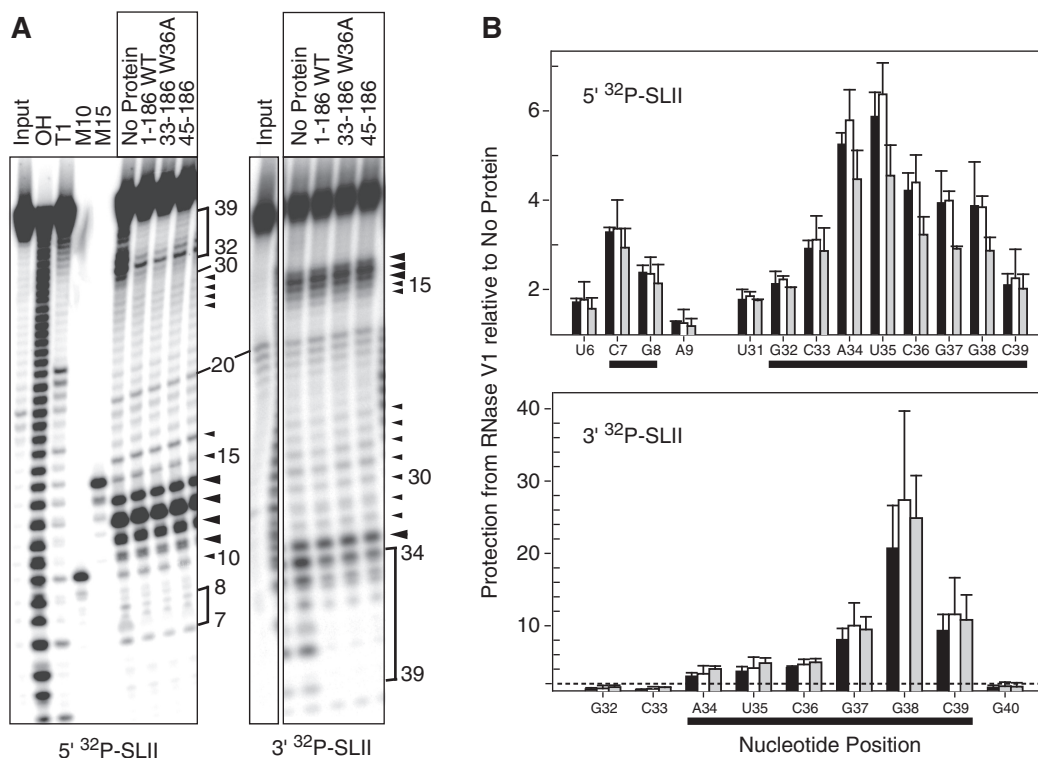 A
Input
OH
T1
M10
M15
No Protein
1-186 WT
33-186 W36A
45-186
39
32
30
20
15
10
8
7
5' 32P-SLII
Input
No Protein
1-186 WT
33-186 W36A
45-186
15
30
34
39
3' 32P-SLII
B
Protection from RNase V1 relative to No Protein
5' 32P-SLII
6
4
2
U6 C7 G8 A9 U31 G32 C33 A34 U35 C36 G37 G38 C39
3' 32P-SLII
40
30
20
10
G32 C33 A34 U35 C36 G37 G38 C39 G40
Nucleotide Position